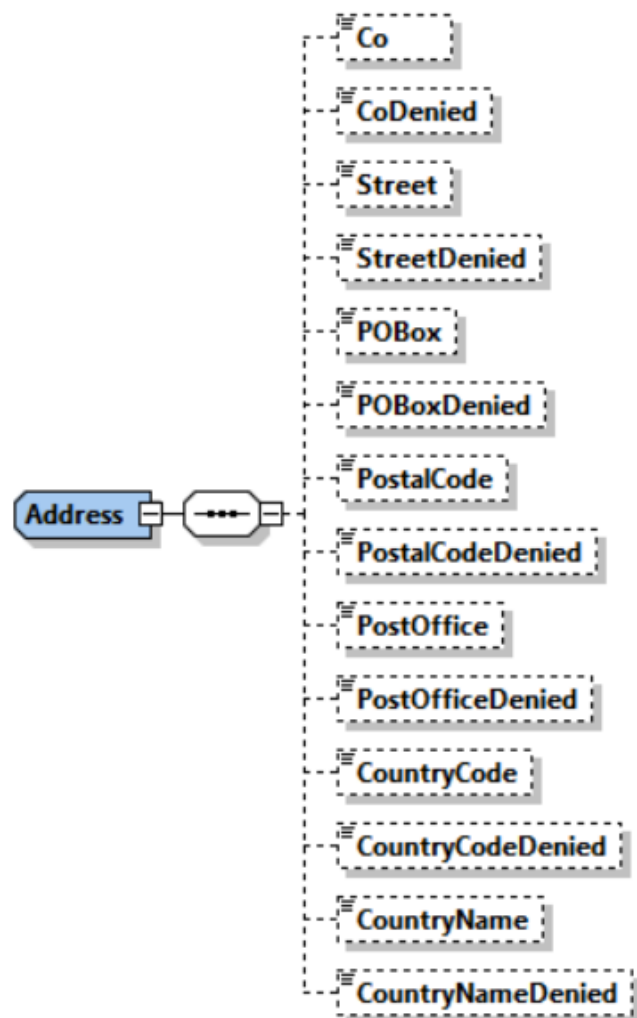 Co
CoDenied
Street
StreetDenied
POBox
POBoxDenied
PostalCode
Address
PostalCodeDenied
PostOffice
PostOfficeDenied
CountryCode
CountryCodeDenied
CountryName
CountryNameDenied